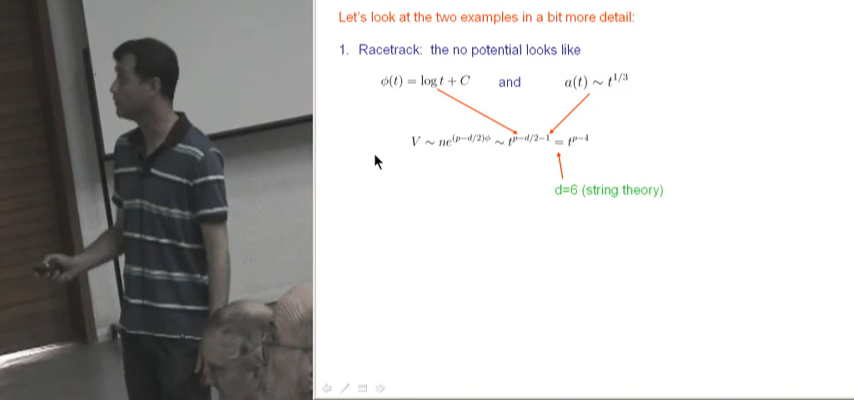 Let's look at the two examples in a bit more detail:
1. Racetrack: the no potential looks like
ϕ(t) = log t + C and a(t) ~ t^{1/3}
V ~ ne^{(p−d/2)ϕ} ~ t^{p−d/2−1} = t^{p−4}
d=6 (string theory)